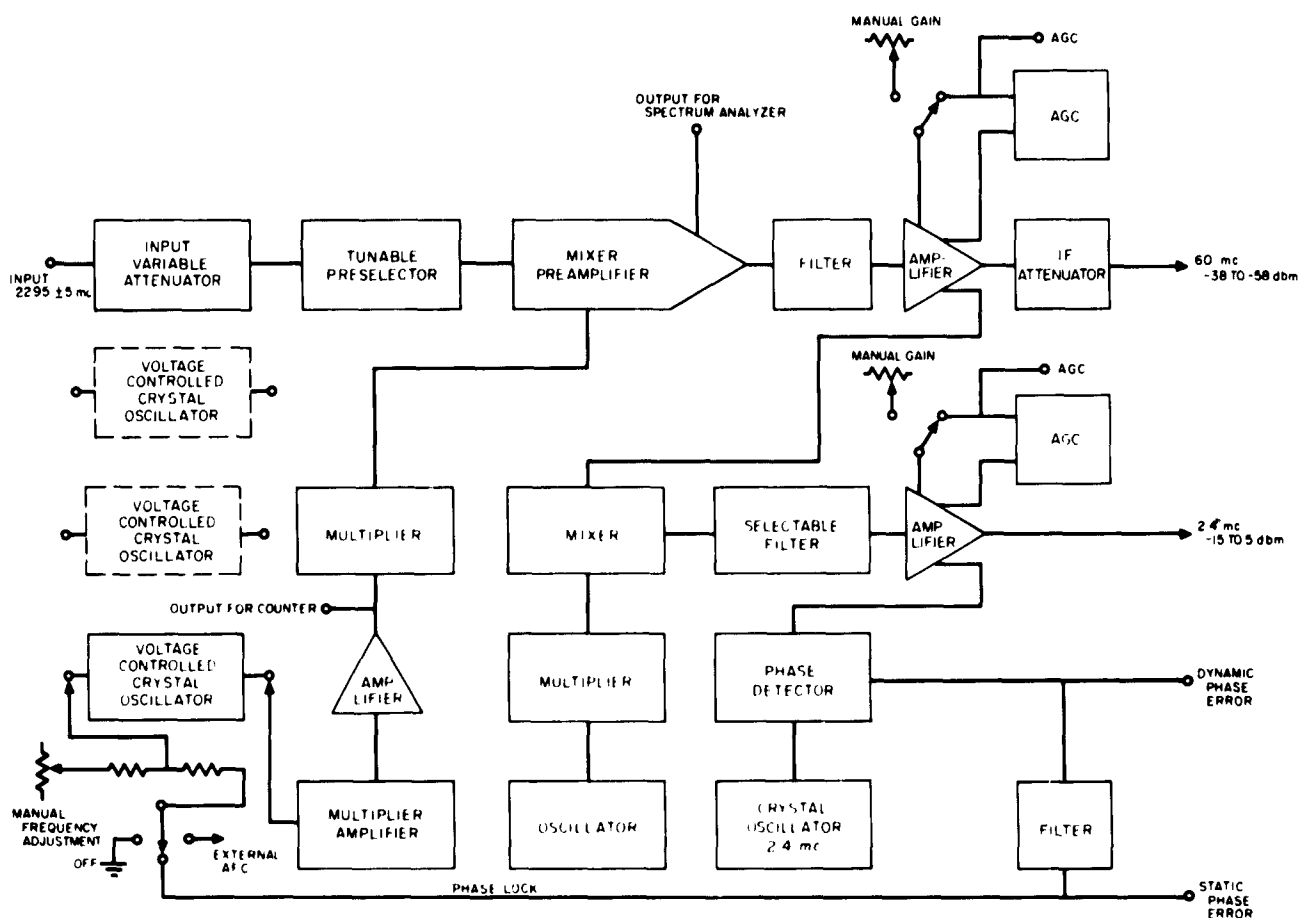 MANUAL GAIN
AGC
AGC
OUTPUT FOR
SPECTRUM ANALYZER
INPUT
VARIABLE
ATTENUATOR
TUNABLE
PRESELECTOR
MIXER
PREAMPLIFIER
FILTER
AMP-
LIFIER
IF
ATTENUATOR
60 mc
-38 TO -58 dbm
INPUT
2295 ±5 mc
VOLTAGE
CONTROLLED
CRYSTAL
OSCILLATOR
MANUAL GAIN
AGC
AGC
VOLTAGE
CONTROLLED
CRYSTAL
OSCILLATOR
MULTIPLIER
MIXER
SELECTABLE
FILTER
AMP
LIFIER
2.4 mc
-15 TO 5 dbm
OUTPUT FOR COUNTER
VOLTAGE
CONTROLLED
CRYSTAL
OSCILLATOR
AMP
LIFIER
MULTIPLIER
PHASE
DETECTOR
DYNAMIC
PHASE
ERROR
MANUAL
FREQUENCY
ADJUSTMENT
OFF
EXTERNAL
AFC
MULTIPLIER
AMPLIFIER
OSCILLATOR
CRYSTAL
OSCILLATOR
2.4 mc
FILTER
PHASE LOCK
STATIC
PHASE
ERROR